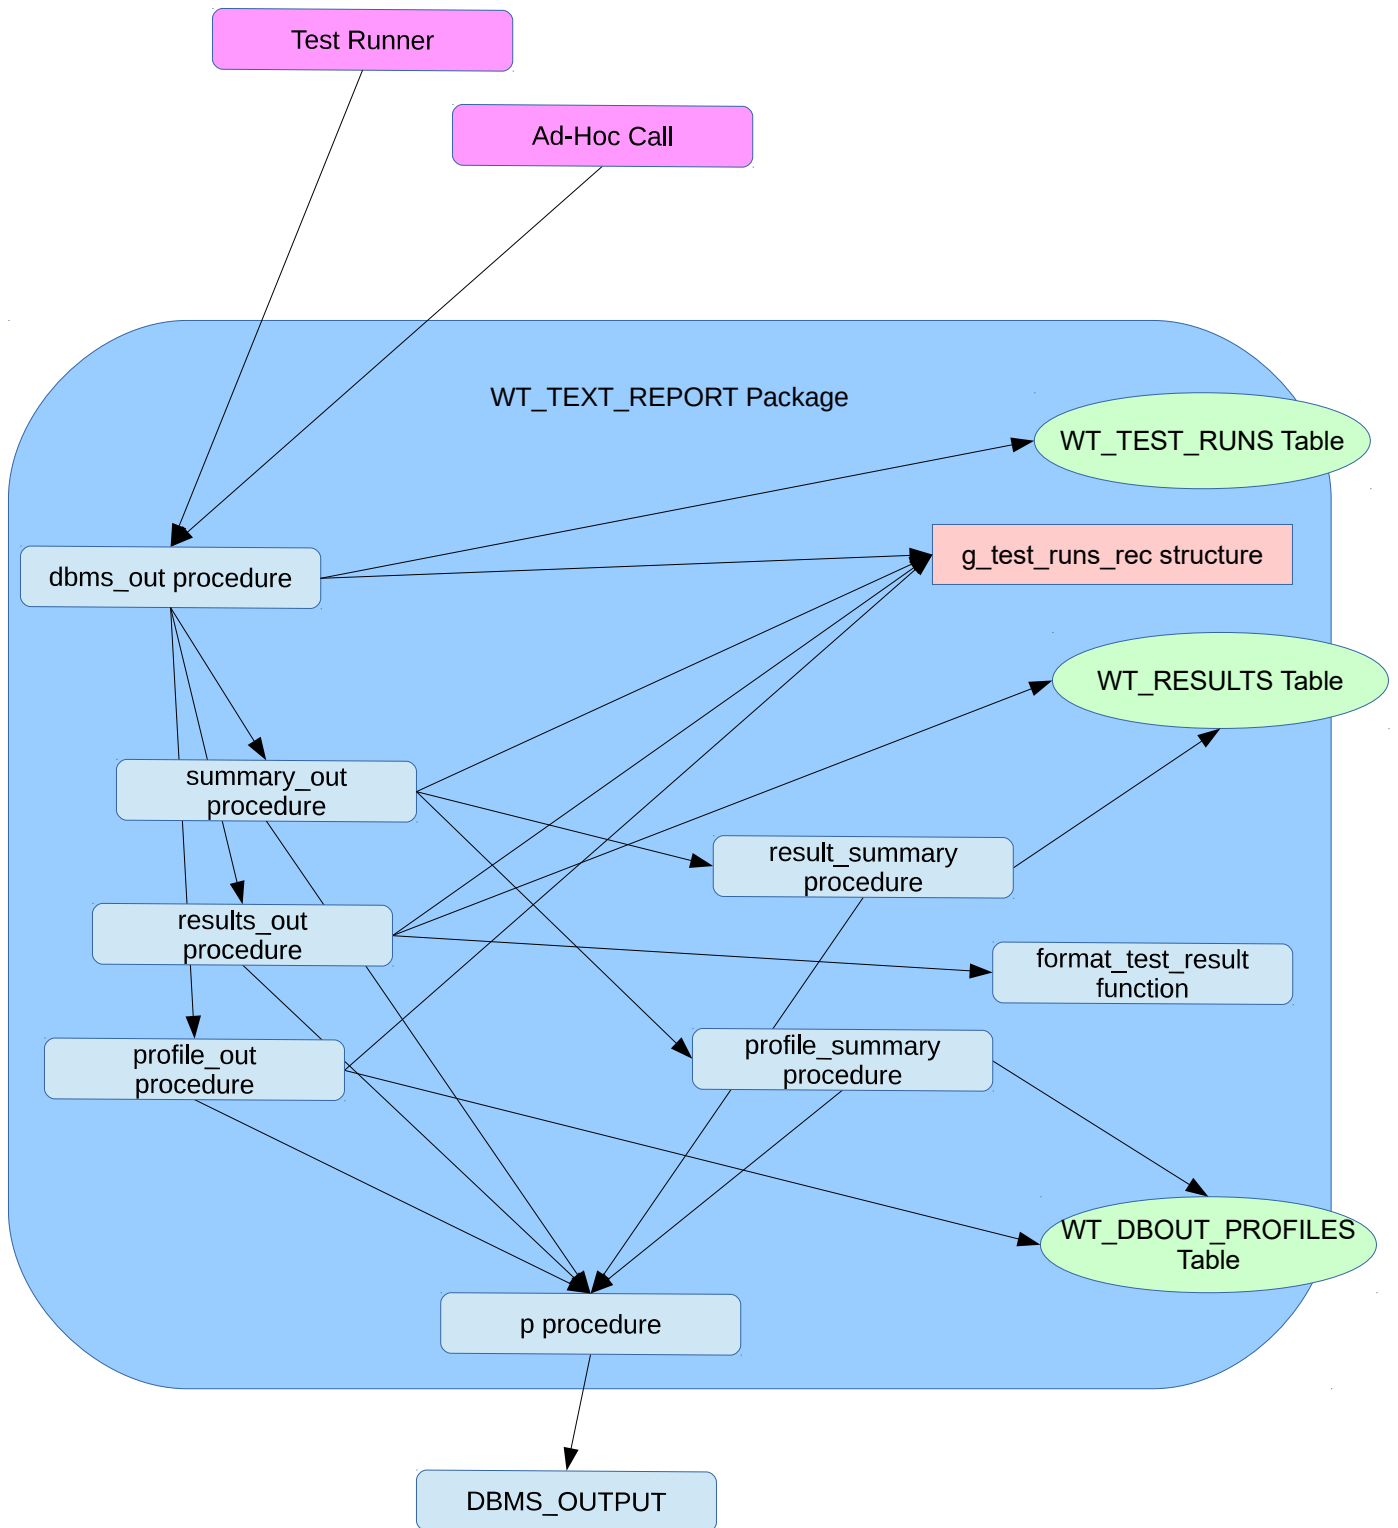 Test Runner
Ad-Hoc Call
WT_TEXT_REPORT Package
WT_TEST_RUNS Table
g_test_runs_rec structure
dbms_out procedure
WT_RESULTS Table
summary_out
procedure
result_summary
procedure
results_out
procedure
format_test_result
function
profile_out
procedure
profile_summary
procedure
WT_DBOUT_PROFILES
Table
p procedure
DBMS_OUTPUT